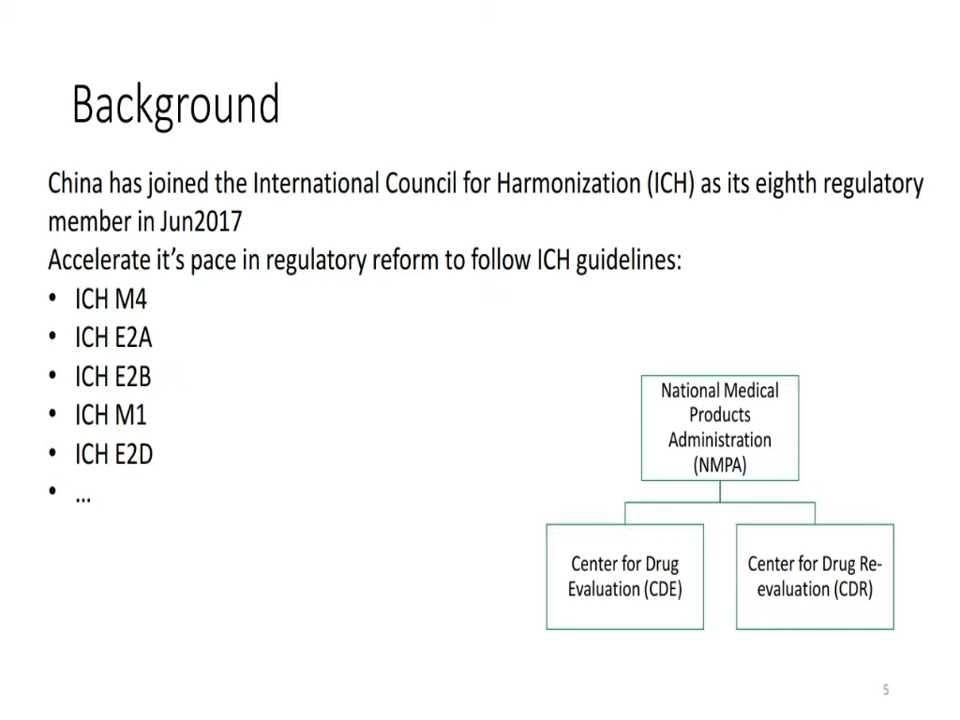 Background
China has joined the International Council for Harmonization (ICH) as its eighth regulatory
member in Jun2017
Accelerate it’s pace in regulatory reform to follow ICH guidelines:
• ICH M4
• ICH E2A
• ICH E2B
• ICH M1
• ICH E2D
• ...
National Medical
Products
Administration
(NMPA)
Center for Drug
Evaluation (CDE)
Center for Drug Re-
evaluation (CDR)
5